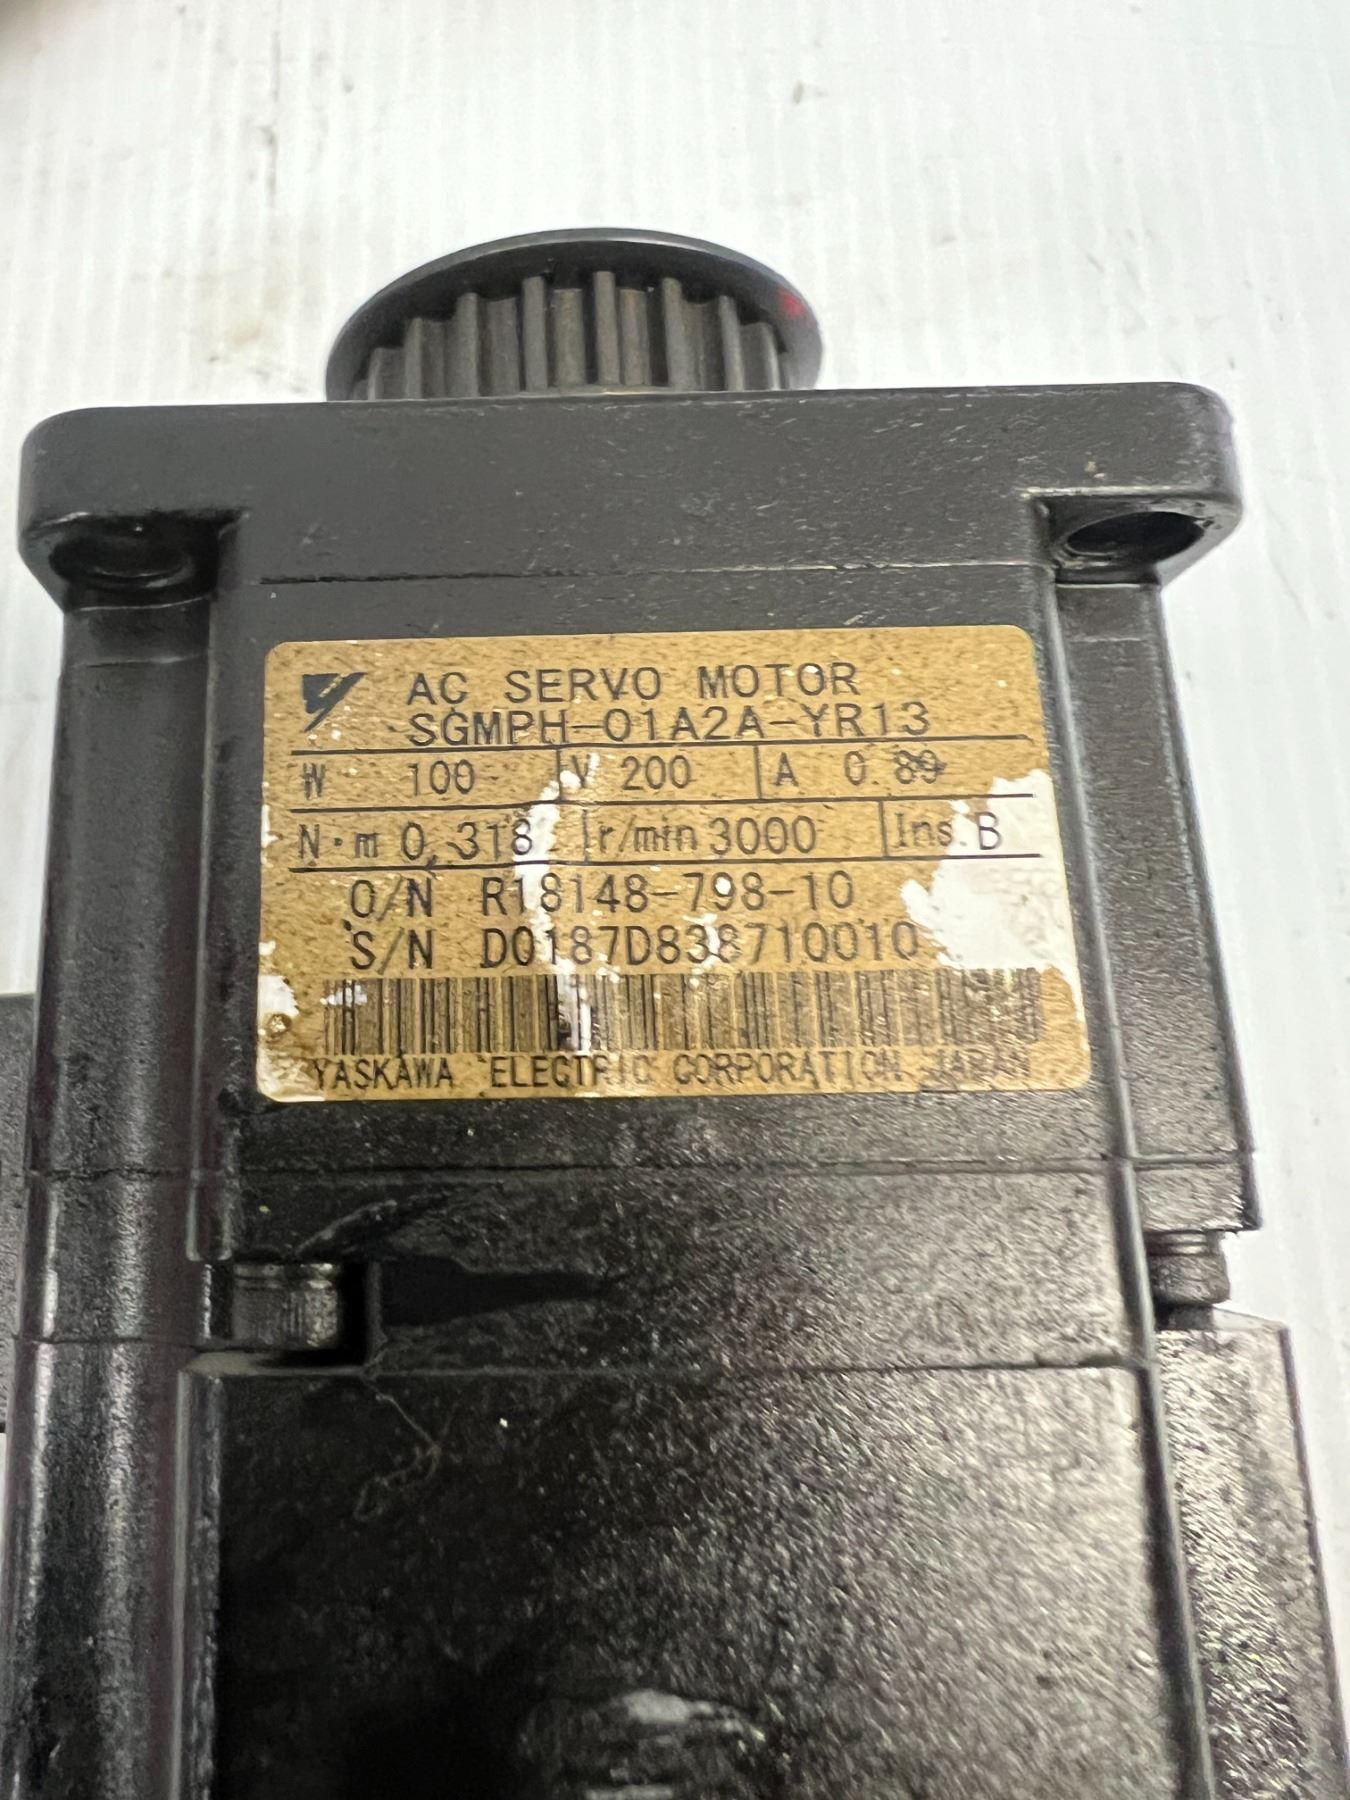 AC SERVO MOTOR
SGMPH-01A2A-YR13
W 100 V 200 A 0.89
N·m 0.318 r/min 3000 Ins. B
O/N R18148-798-10
S/N D0187D838710010
YASKAWA ELECTRIC CORPORATION JAPAN